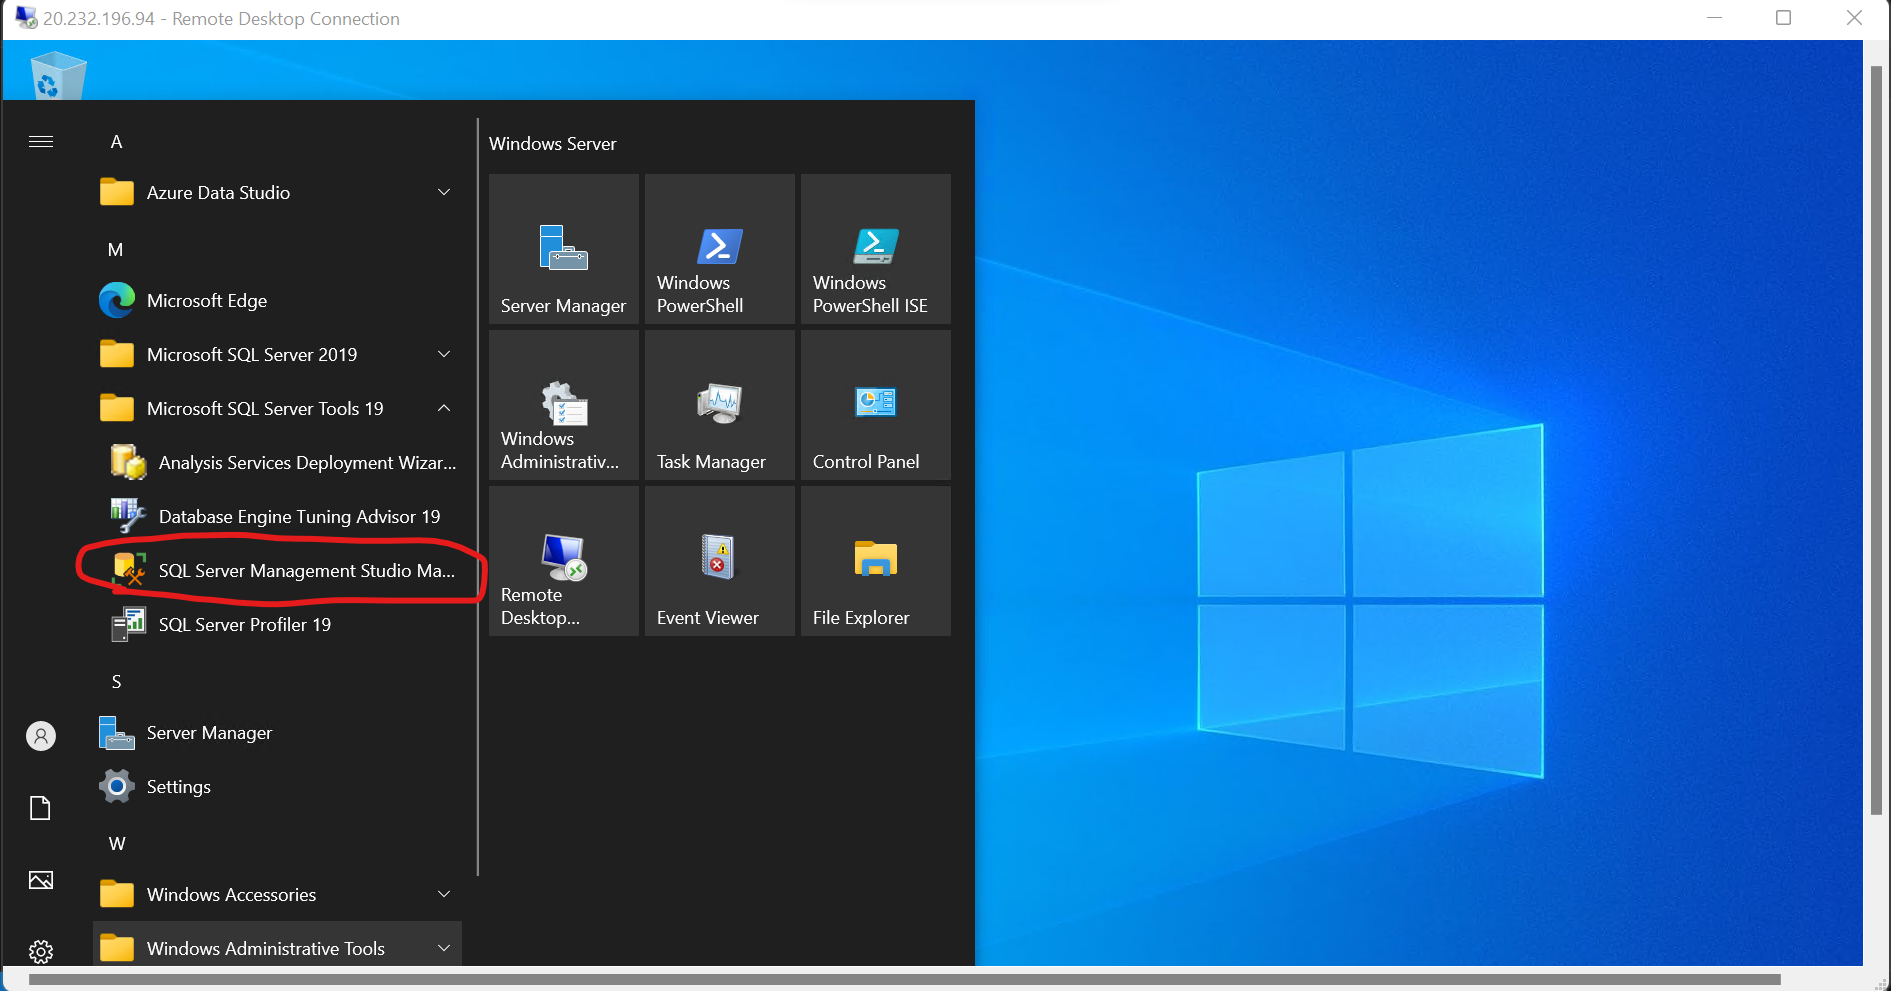 20.232.196.94 - Remote Desktop Connection
A
Azure Data Studio
M
Microsoft Edge
Microsoft SQL Server 2019
Microsoft SQL Server Tools 19
Analysis Services Deployment Wizar...
Database Engine Tuning Advisor 19
SQL Server Management Studio Ma...
SQL Server Profiler 19
S
Server Manager
Settings
W
Windows Accessories
Windows Administrative Tools
Windows Server
Server Manager
Windows
PowerShell
Windows
PowerShell ISE
Windows
Administrativ...
Task Manager
Control Panel
Remote
Desktop...
Event Viewer
File Explorer